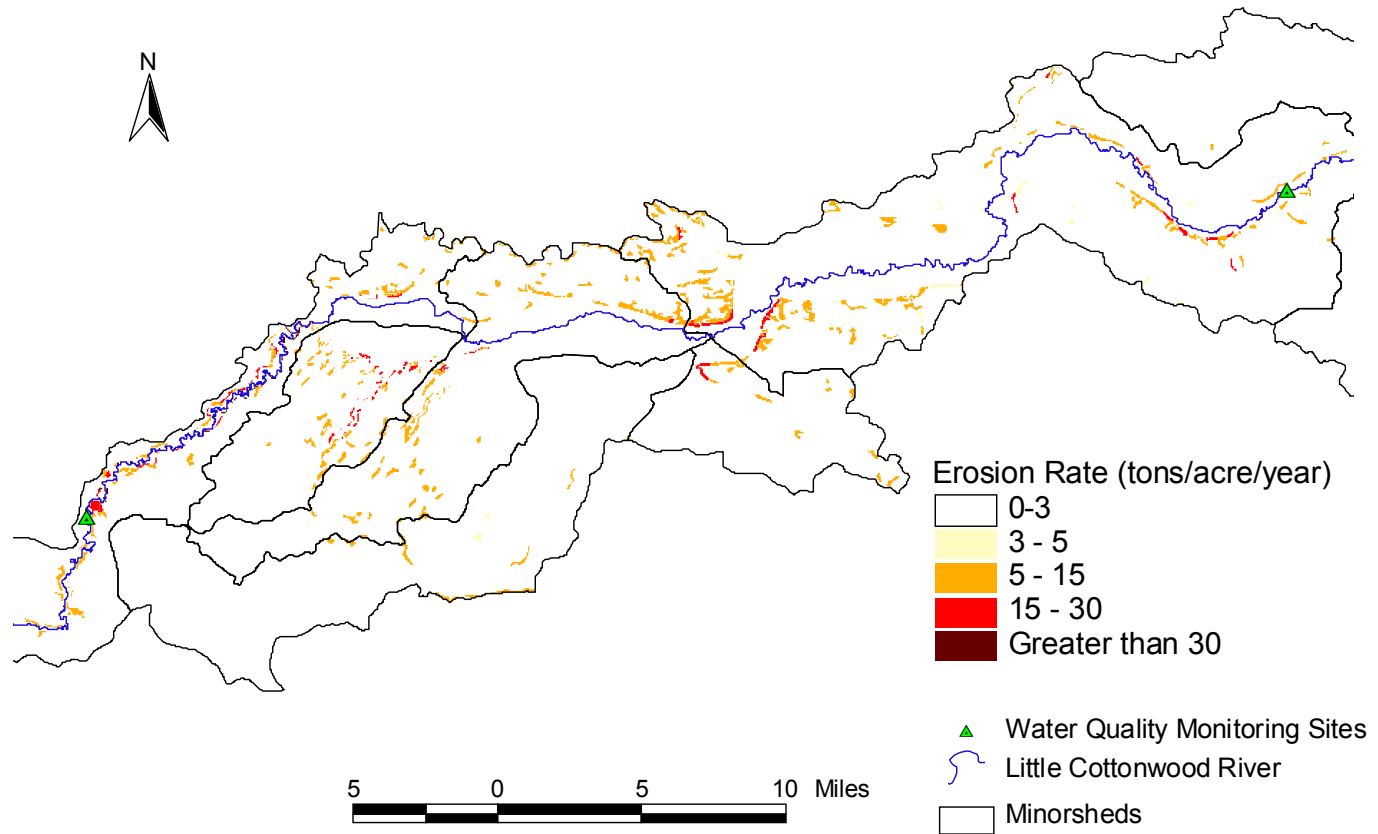 N
Erosion Rate (tons/acre/year)
0-3
3 - 5
5 - 15
15 - 30
Greater than 30
Water Quality Monitoring Sites
Little Cottonwood River
Minorsheds
5 0 5 10 Miles